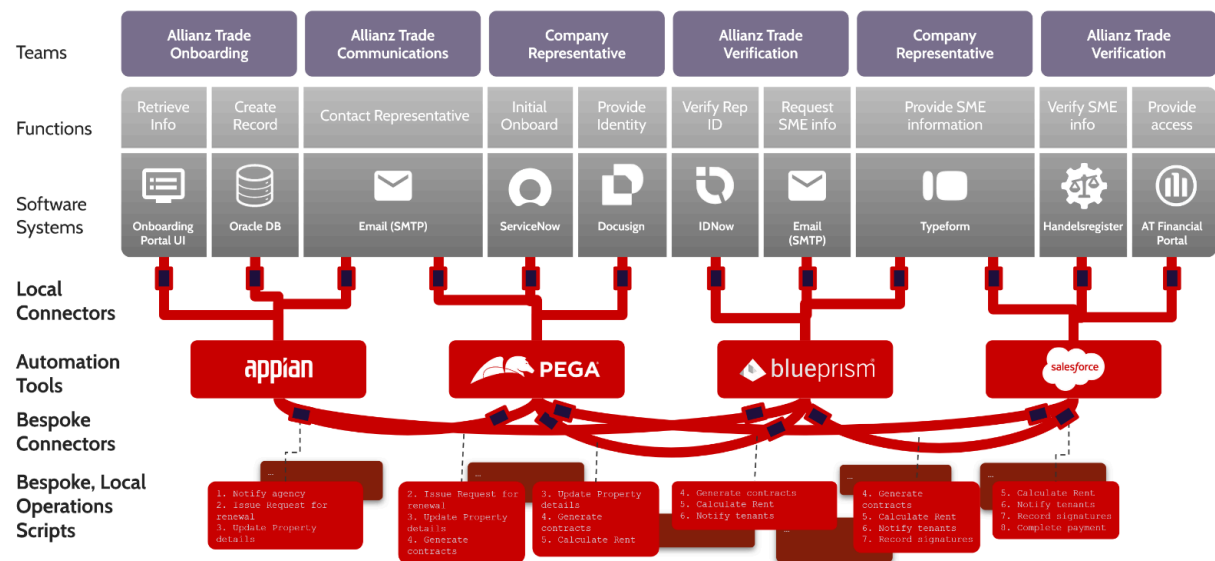 Teams
Allianz Trade
Onboarding
Allianz Trade
Communications
Company
Representative
Allianz Trade
Verification
Company
Representative
Allianz Trade
Verification
Functions
Retrieve
Info
Create
Record
Contact Representative
Initial
Onboard
Provide
Identity
Verify Rep
ID
Request
SME info
Provide SME
information
Verify SME
info
Provide
access
Software
Systems
Onboarding
Portal UI
Oracle DB
Email (SMTP)
ServiceNow
Docusign
IDNow
Email
(SMTP)
Typeform
Handelsregister
AT Financial
Portal
Local
Connectors
Automation
Tools
appian
PEGA
blueprism
salesforce
Bespoke
Connectors
Bespoke, Local
Operations
Scripts
...
1. Notify agency
2. Issue Request for
renewal
3. Update Property
details
2. Issue Request for
renewal
3. Update Property
details
4. Generate
contracts
...
3. Update Property
details
4. Generate
contracts
5. Calculate Rent
4. Generate contracts
5. Calculate Rent
6. Notify tenants
...
...
4. Generate
contracts
5. Calculate Rent
6. Notify tenants
7. Record signatures
...
5. Calculate Rent
6. Notify tenants
7. Record signatures
8. Complete payment